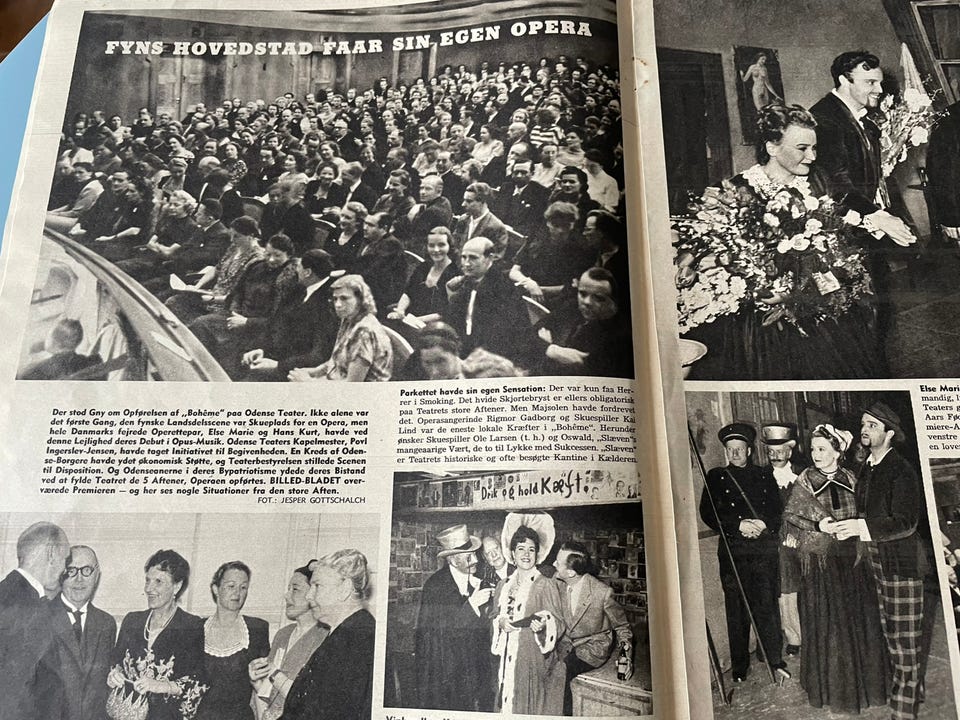 FYNS HOVEDSTAD FAAR SIN EGEN OPERA
Der stod Gny om Opførelsen af „Bohême” paa Odense Teater. Ikke alene var
det første Gang, den fynske Landsdelsscene var Skueplads for en Opera, men
hele Danmarks fejrede Operettepar, Else Marie og Hans Kurt, havde ved
denne Lejlighed deres Debut i Opus-Musik. Odense Teaters Kapelmester, Povl
Ingerslev-Jensen, havde taget Initiativet til Begivenheden. En Kreds af Oden-
se-Borgere havde ydet økonomisk Støtte, og Teaterbestyrelsen stillede Scenen
til Disposition. Og Odenseanerne i deres Bypatriotisme ydede deres Bistand
ved at fylde Teatret de 5 Aftener, Operaen opførtes. BILLED-BLADET over-
værede Premieren — og her ses nogle Situationer fra den store Aften.
FOT.: JESPER GOTTSCHALCH
Parkettet havde sin egen Sensation: Der var kun faa Her-
rer i Smoking. Det hvide Skjortebryst er ellers obligatorisk
paa Teatrets store Aftener. Men Majsolen havde fordrevet
det. Operasangerinde Rigmor Gadborg og Skuespiller Kai
Lind var de eneste lokale Kræfter i „Bohême”. Herunder
ønsker Skuespiller Ole Larsen (t. h.) og Oswald, „Slæven”s
mangeaarige Vært, de to til Lykke med Suksessen. „Slæven”
er Teatrets historiske og ofte besøgte Kantine i Kælderen.
Drik og hold Kæft!
Else Mari
mandig, l
Teaters
Aars Fø
miere-A
venstre
en lov